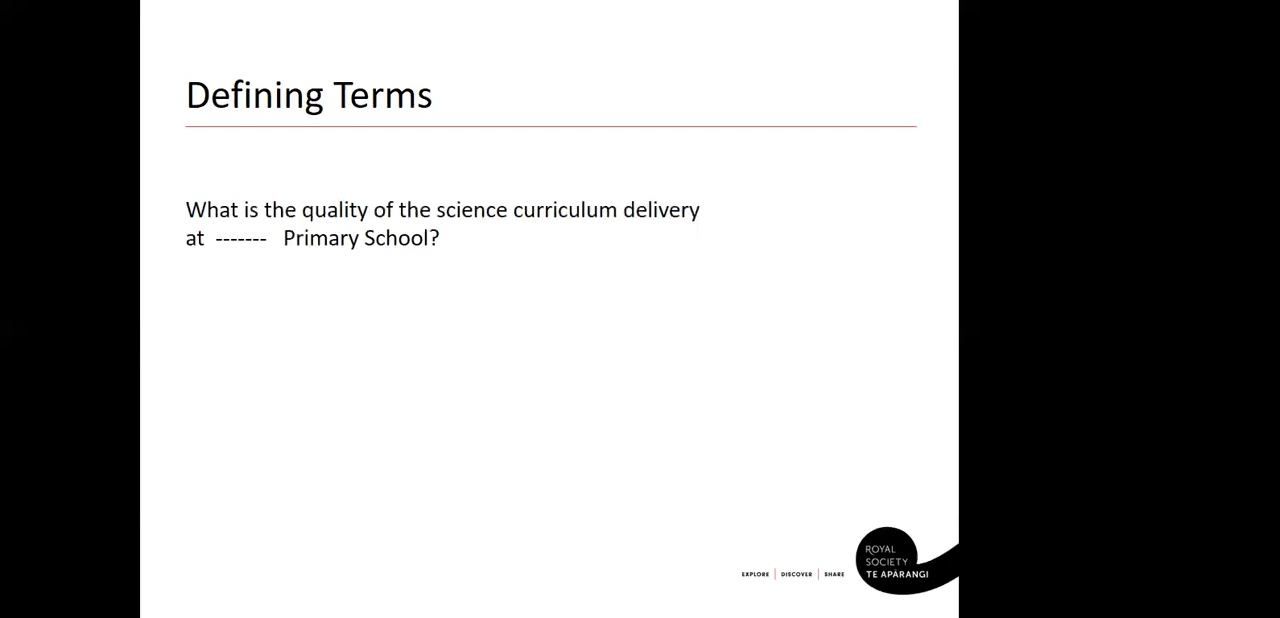 Defining Terms
What is the quality of the science curriculum delivery
at ------- Primary School?
EXPLORE | DISCOVER | SHARE
ROYAL
SOCIETY
TE APĀRANGI